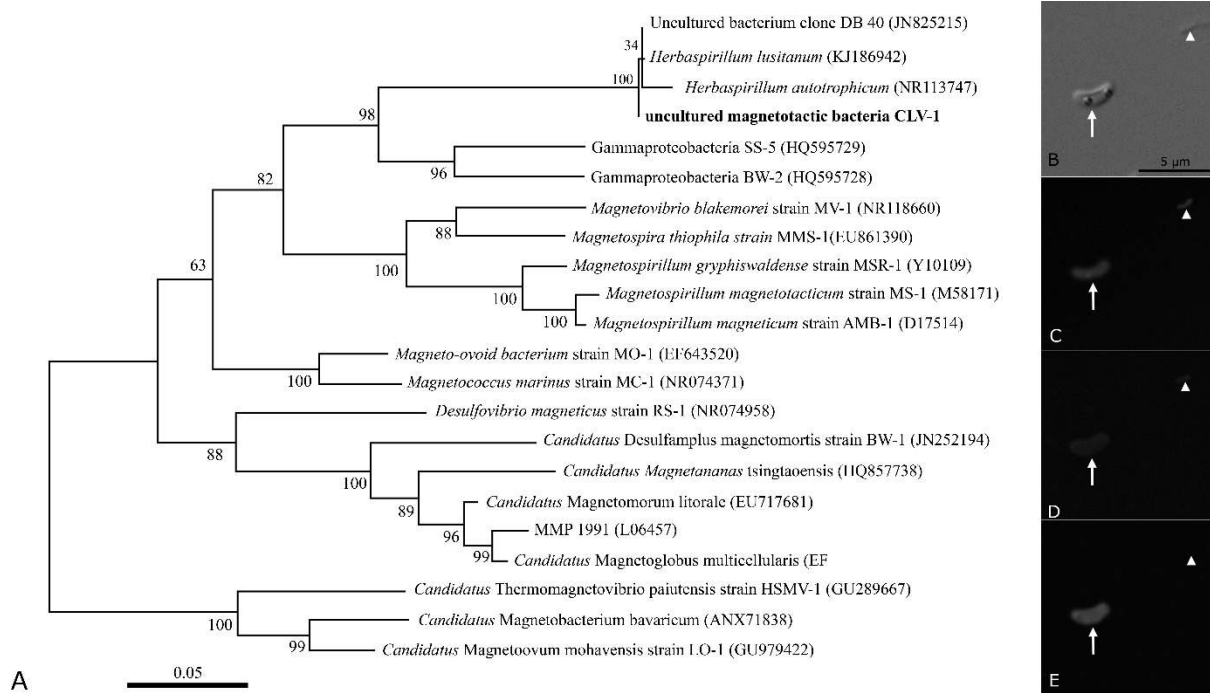 Uncultured bacterium clone DB 40 (JN825215)
34
Herbaspirillum lusitanum (KJ186942)
100
Herbaspirillum autotrophicum (NR113747)
uncultured magnetotactic bacteria CLV-1
98
Gammaproteobacteria SS-5 (HQ595729)
96
Gammaproteobacteria BW-2 (HQ595728)
82
Magnetovibrio blakemorei strain MV-1 (NR118660)
88
Magnetospira thiophila strain MMS-1(EU861390)
63
100
Magnetospirillum gryphiswaldense strain MSR-1 (Y10109)
100
Magnetospirillum magnetotacticum strain MS-1 (M58171)
100
Magnetospirillum magneticum strain AMB-1 (D17514)
Magneto-ovoid bacterium strain MO-1 (EF643520)
100
Magnetococcus marinus strain MC-1 (NR074371)
Desulfovibrio magneticus strain RS-1 (NR074958)
88
Candidatus Desulfamplus magnetomortis strain BW-1 (JN252194)
100
Candidatus Magnetananas tsingtaoensis (HQ857738)
89
Candidatus Magnetomorum litorale (EU717681)
96
MMP 1991 (L06457)
99
Candidatus Magnetoglobus multicellularis (EF
Candidatus Thermomagnetovibrio paiutensis strain HSMV-1 (GU289667)
100
Candidatus Magnetobacterium bavaricum (ANX71838)
99
Candidatus Magnetoovum mohavensis strain LO-1 (GU979422)
0.05
A
5 µm
B
C
D
E